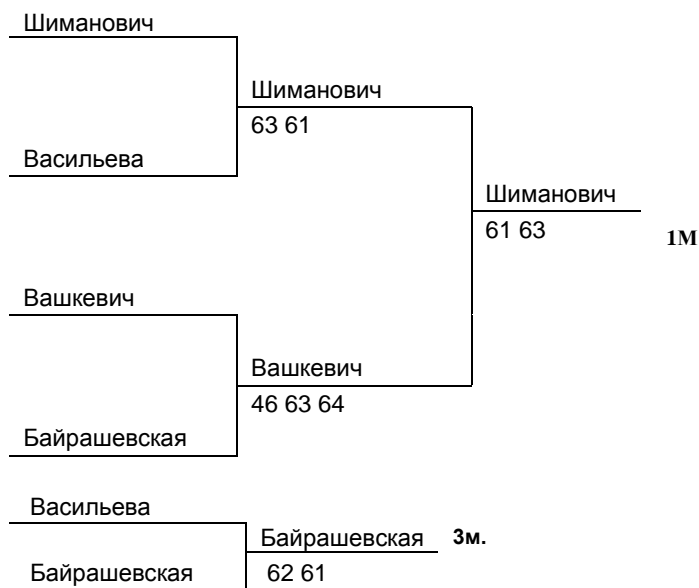 Шиманович
Шиманович
63 61
Васильева
Шиманович
61 63
1М
Вашкевич
Вашкевич
46 63 64
Байрашевская
Васильева
Байрашевская 3м.
Байрашевская 62 61